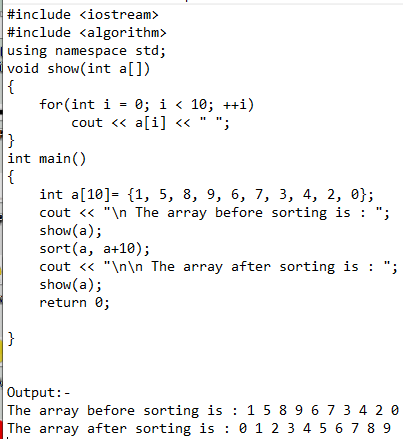 #include <iostream>
#include <algorithm>
using namespace std;
void show(int a[])
{
    for(int i = 0; i < 10; ++i)
        cout << a[i] << " ";
}
int main()
{
    int a[10]= {1, 5, 8, 9, 6, 7, 3, 4, 2, 0};
    cout << "\n The array before sorting is : ";
    show(a);
    sort(a, a+10);
    cout << "\n\n The array after sorting is : ";
    show(a);
    return 0;

}

Output:-
The array before sorting is : 1 5 8 9 6 7 3 4 2 0
The array after sorting is : 0 1 2 3 4 5 6 7 8 9